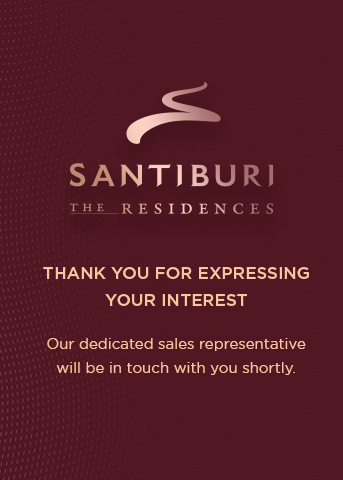 SANTIBURI
THE RESIDENCES
THANK YOU FOR EXPRESSING
YOUR INTEREST
Our dedicated sales representative
will be in touch with you shortly.